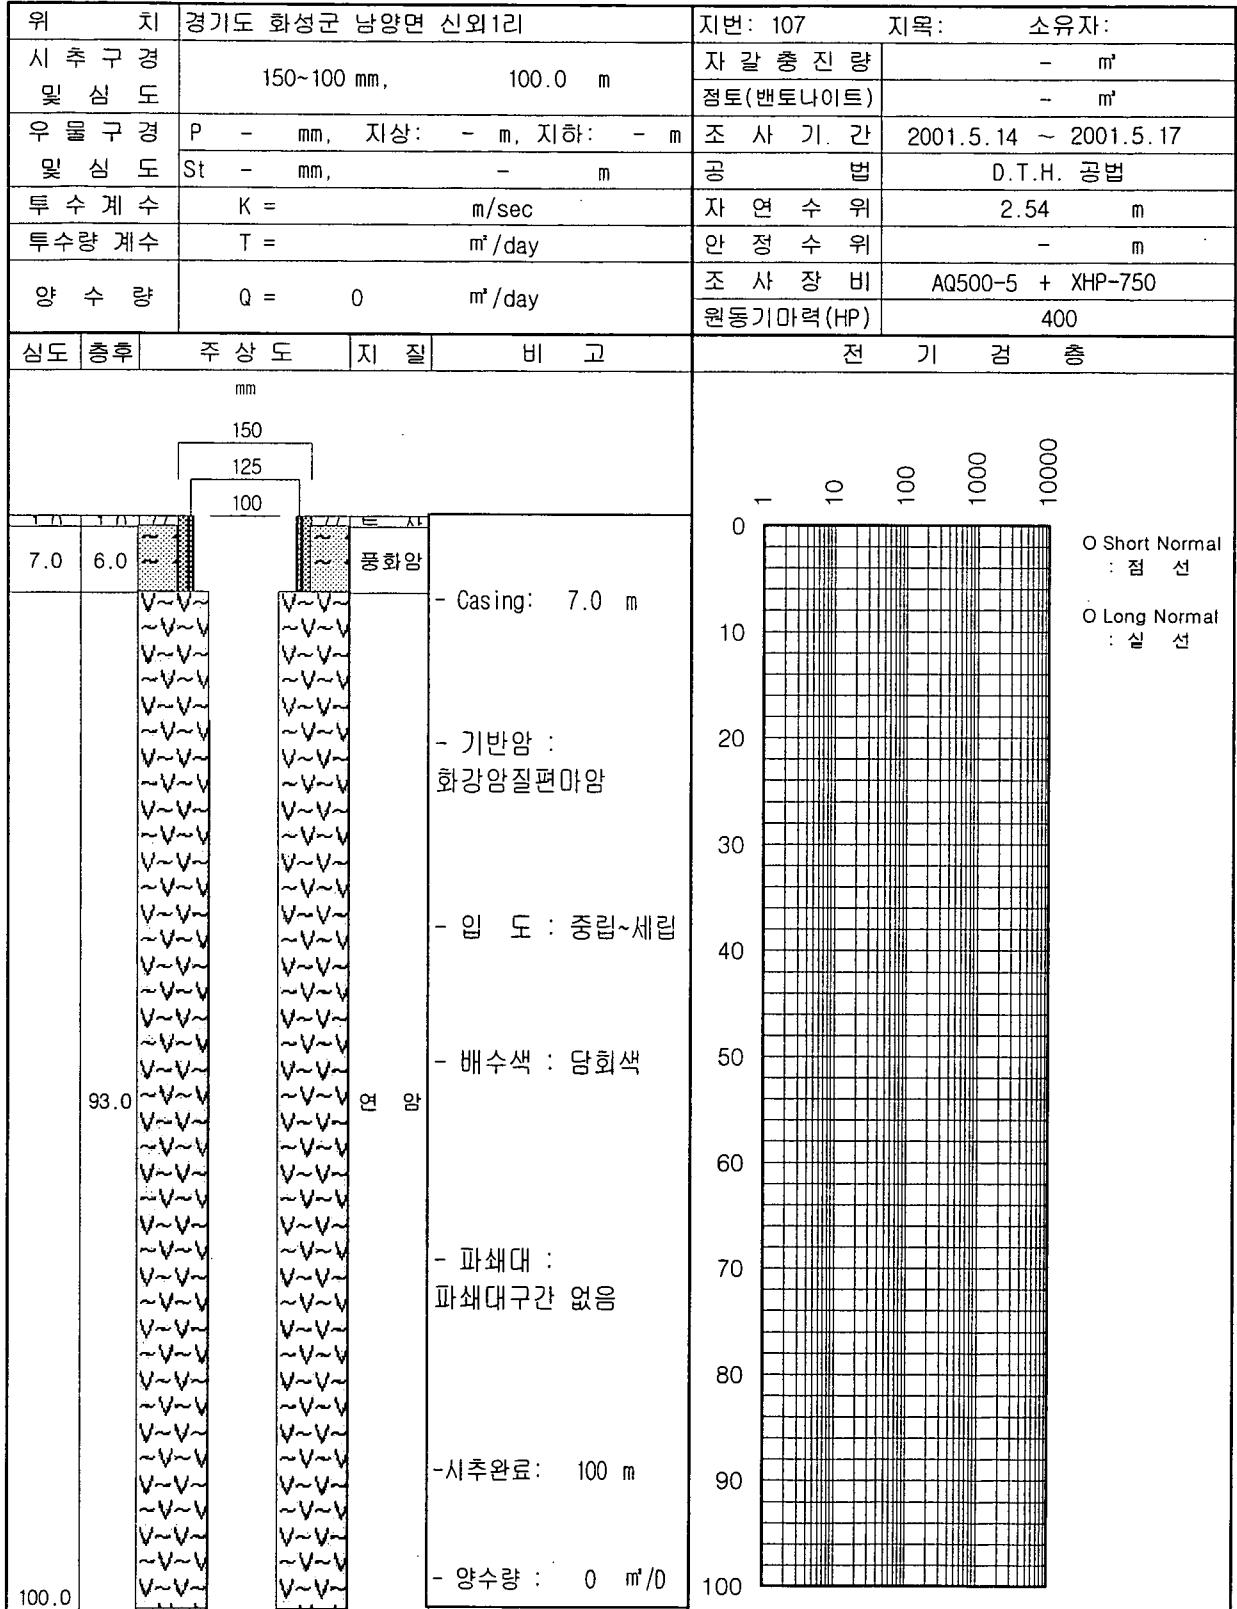 위 치 경기도 화성군 남양면 신외1리 지번: 107 지목: 소유자:
시 추 구 경 및 심 도 150~100 mm, 100.0 m
자 갈 충 진 량 - ㎥
점토(밴토나이트) - ㎥
우 물 구 경 및 심 도 P - mm, 지상: - m, 지하: - m
St - mm, - m
조 사 기. 간 2001.5.14 ~ 2001.5.17
공 법 D.T.H. 공법
투 수 계 수 K = m/sec
자 연 수 위 2.54 m
투수량 계수 T = ㎡/day
안 정 수 위 - m
양 수 량 Q = 0 ㎥/day
조 사 장 비 AQ500-5 + XHP-750
원동기마력(HP) 400
심도 층후 주 상 도 지 질 비 고 전 기 검 층
mm
150
125
100
1 10 100 1000 10000
7.0 6.0 풍화암
- Casing: 7.0 m
- 기반암 :
화강암질편마암
- 입 도 : 중립~세립
- 배수색 : 담회색
93.0 연 암
- 파쇄대 :
파쇄대구간 없음
-시추완료: 100 m
- 양수량 : 0 ㎥/D
100.0
0
10
20
30
40
50
60
70
80
90
100
O Short Normal
: 점 선
O Long Normal
: 실 선